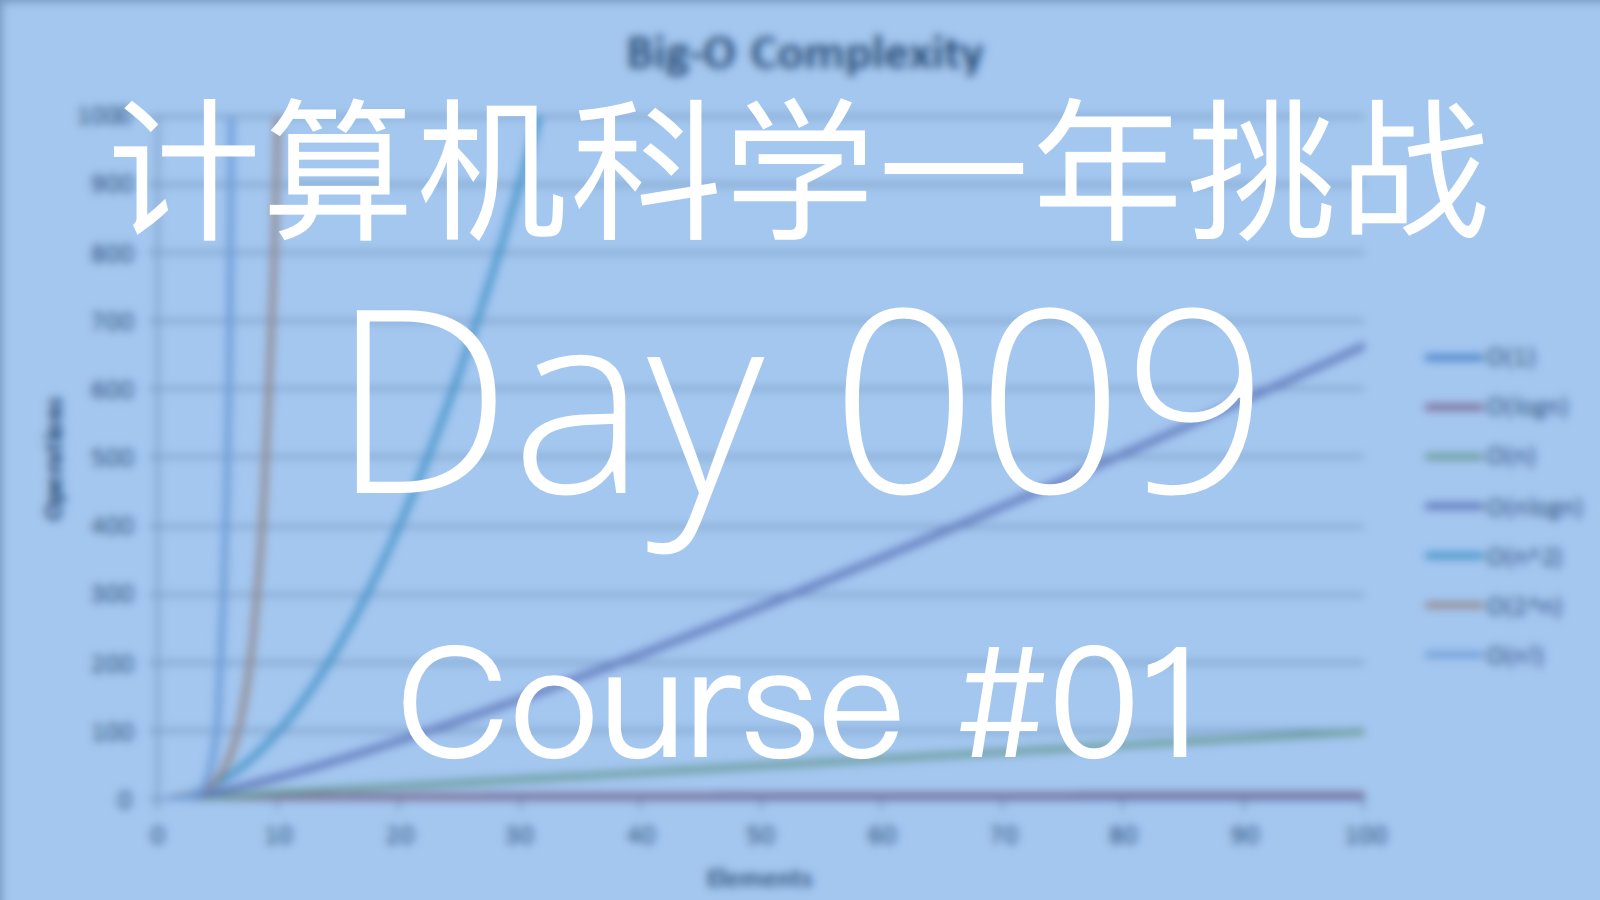 Big-O Complexity
计算机科学一年挑战
Day 009
Course #01
1000
900
800
700
600
500
400
300
200
100
0
Operations
0 10 20 30 40 50 60 70 80 90 100
Elements
O(1)
O(logn)
O(n)
O(nlogn)
O(n^2)
O(2^n)
O(n!)